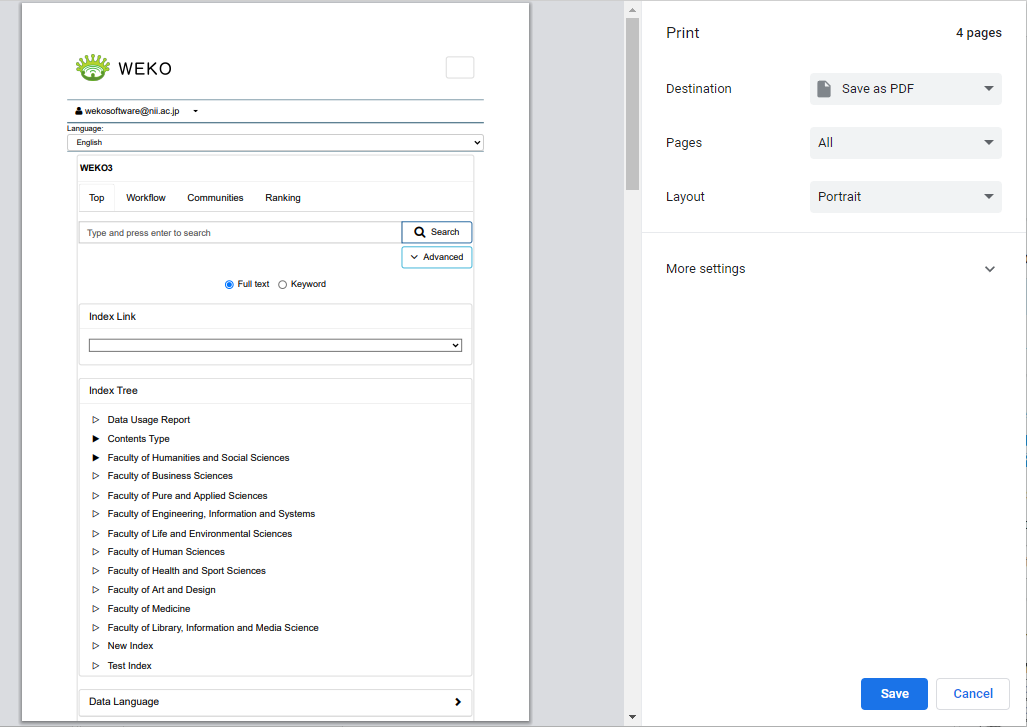 WEKO
wekosoftware@nii.ac.jp
Language:
English
WEKO3
Top Workflow Communities Ranking
Type and press enter to search Search
Advanced
Full text Keyword
Index Link
Index Tree
Data Usage Report
Contents Type
Faculty of Humanities and Social Sciences
Faculty of Business Sciences
Faculty of Pure and Applied Sciences
Faculty of Engineering, Information and Systems
Faculty of Life and Environmental Sciences
Faculty of Human Sciences
Faculty of Health and Sport Sciences
Faculty of Art and Design
Faculty of Medicine
Faculty of Library, Information and Media Science
New Index
Test Index
Data Language
Print 4 pages
Destination Save as PDF
Pages All
Layout Portrait
More settings
Save Cancel